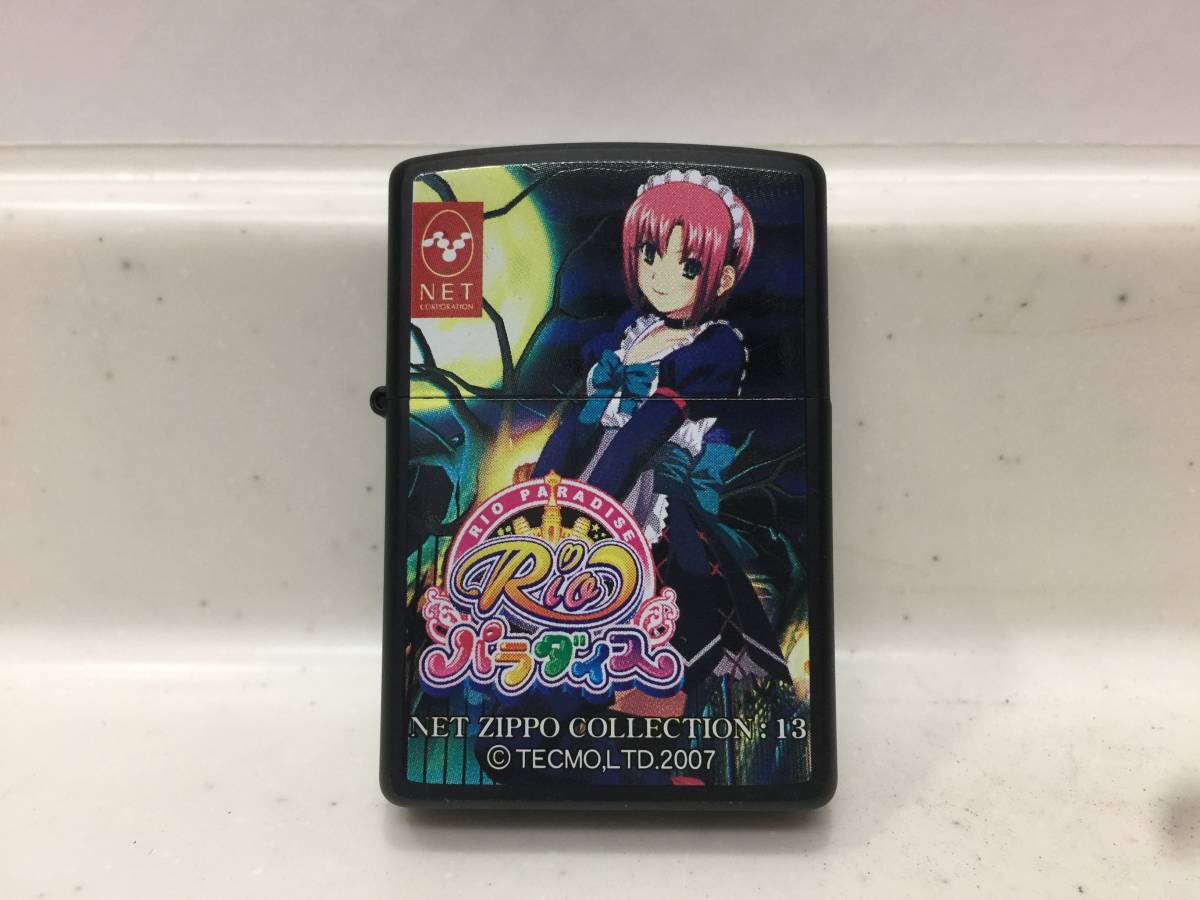 NET
CORPORATION
RIO PARADISE
Rio
パラダイス
NET ZIPPO COLLECTION : 13
© TECMO,LTD.2007